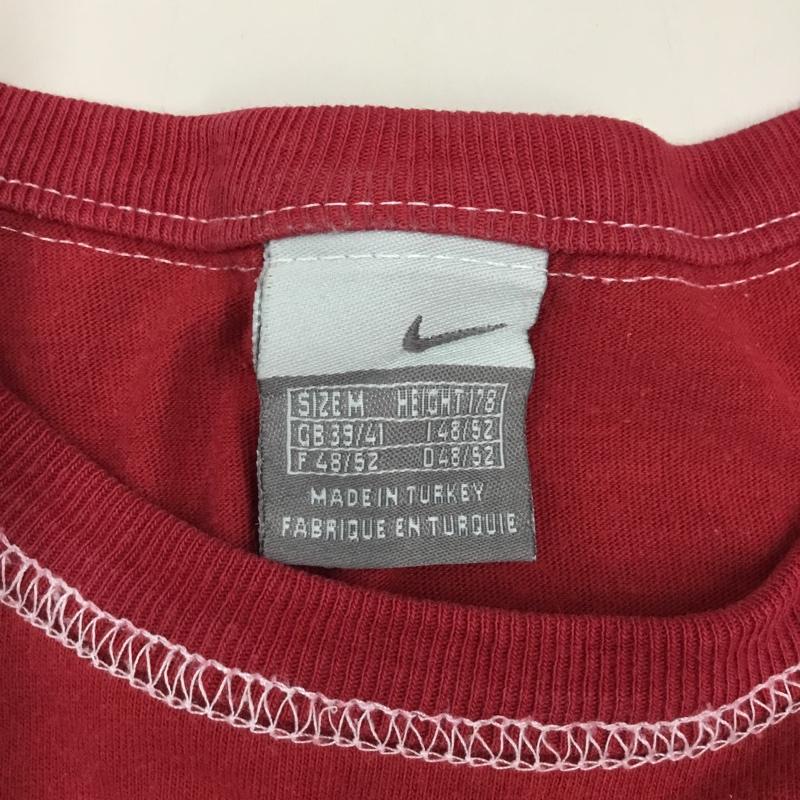 SIZE M HEIGHT 178
GB 39/41 I 48/52
F 48/52 D 48/52
MADE IN TURKEY
FABRIQUE EN TURQUIE